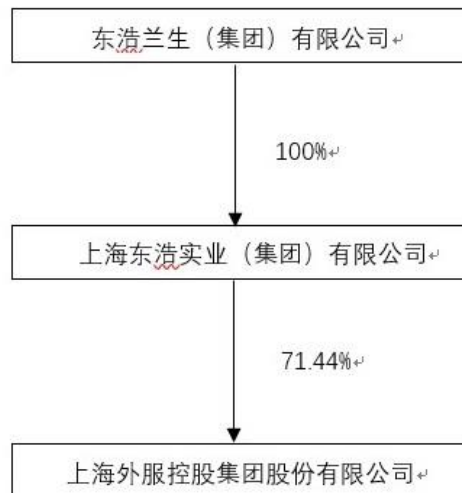 东浩兰生（集团）有限公司↵
100%↵
上海东浩实业（集团）有限公司↵
71.44%↵
上海外服控股集团股份有限公司↵